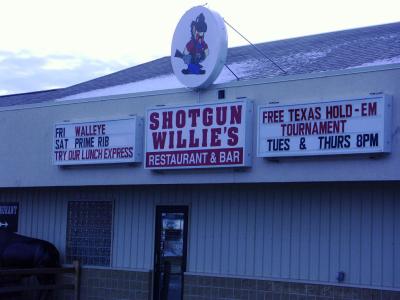 FRI WALLEYE
SAT PRIME RIB
TRY OUR LUNCH EXPRESS
SHOTGUN
WILLIE'S
RESTAURANT & BAR
FREE TEXAS HOLD-EM
TOURNAMENT
TUES & THURS 8PM